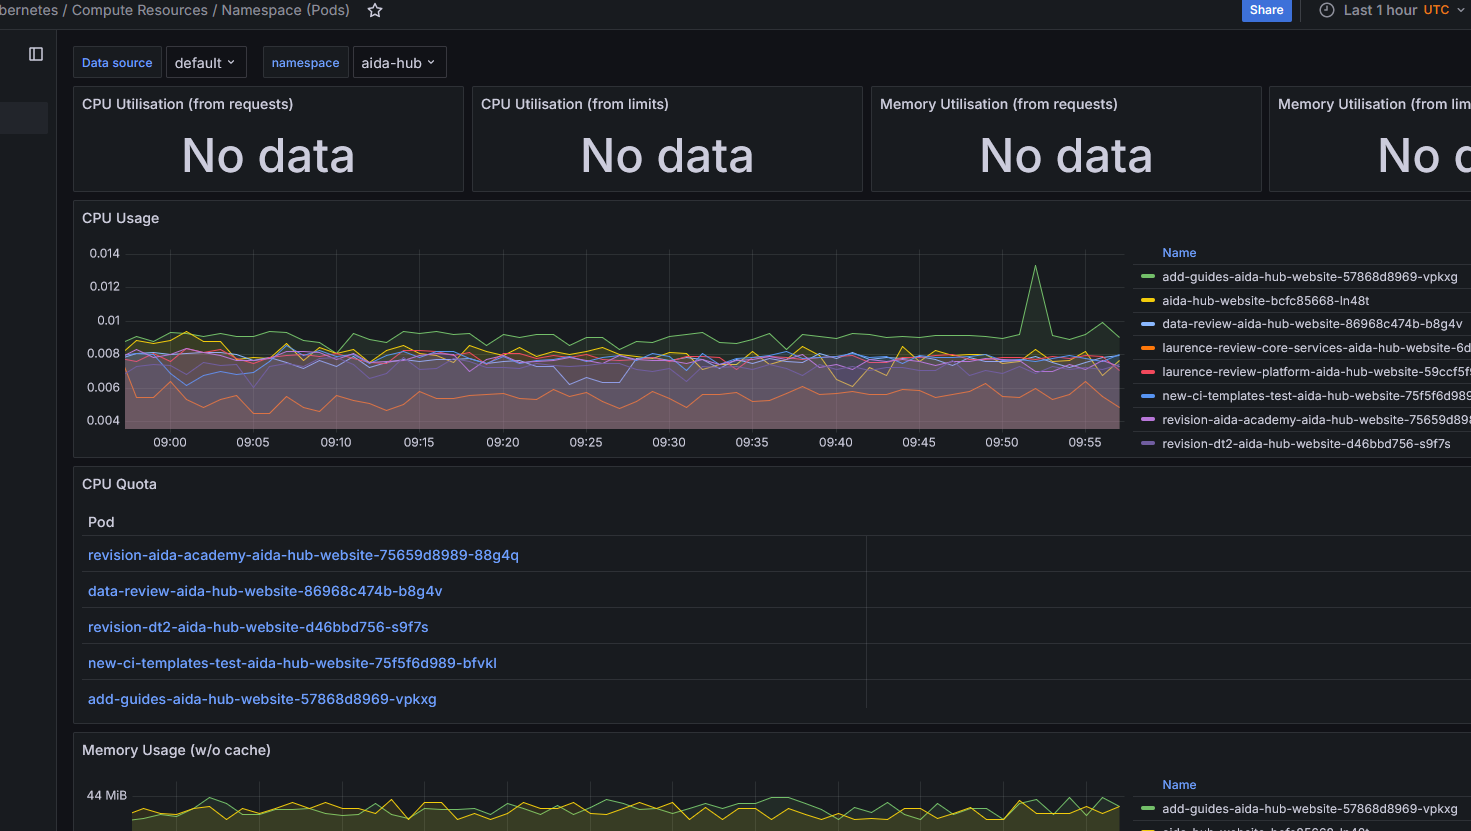 bernetes / Compute Resources / Namespace (Pods)
Share
Last 1 hour UTC
Data source
default
namespace
aida-hub
CPU Utilisation (from requests)
No data
CPU Utilisation (from limits)
No data
Memory Utilisation (from requests)
No data
Memory Utilisation (from lim
No d
CPU Usage
0.014
0.012
0.01
0.008
0.006
0.004
09:00 09:05 09:10 09:15 09:20 09:25 09:30 09:35 09:40 09:45 09:50 09:55
Name
add-guides-aida-hub-website-57868d8969-vpkxg
aida-hub-website-bcfc85668-ln48t
data-review-aida-hub-website-86968c474b-b8g4v
laurence-review-core-services-aida-hub-website-6d
laurence-review-platform-aida-hub-website-59ccf5f
new-ci-templates-test-aida-hub-website-75f5f6d989
revision-aida-academy-aida-hub-website-75659d898
revision-dt2-aida-hub-website-d46bbd756-s9f7s
CPU Quota
Pod
revision-aida-academy-aida-hub-website-75659d8989-88g4q
data-review-aida-hub-website-86968c474b-b8g4v
revision-dt2-aida-hub-website-d46bbd756-s9f7s
new-ci-templates-test-aida-hub-website-75f5f6d989-bfvkl
add-guides-aida-hub-website-57868d8969-vpkxg
Memory Usage (w/o cache)
44 MiB
Name
add-guides-aida-hub-website-57868d8969-vpkxg
aida-hub-website-bcfc85668-ln48t